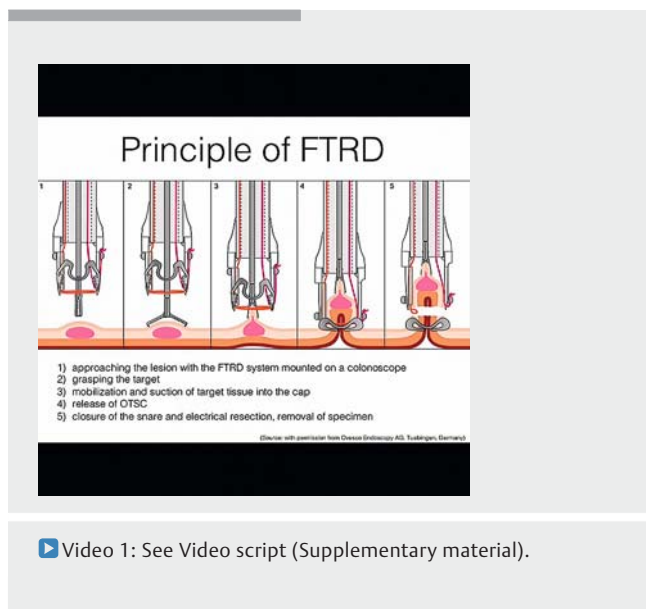 Principle of FTRD
1 2 3 4 5
1) approaching the lesion with the FTRD system mounted on a colonoscope
2) grasping the target
3) mobilization and suction of target tissue into the cap
4) release of OTSC
5) closure of the snare and electrical resection, removal of specimen
(Source: with permission from Ovesco Endoscopy AG, Tuebingen, Germany)
Video 1: See Video script (Supplementary material).